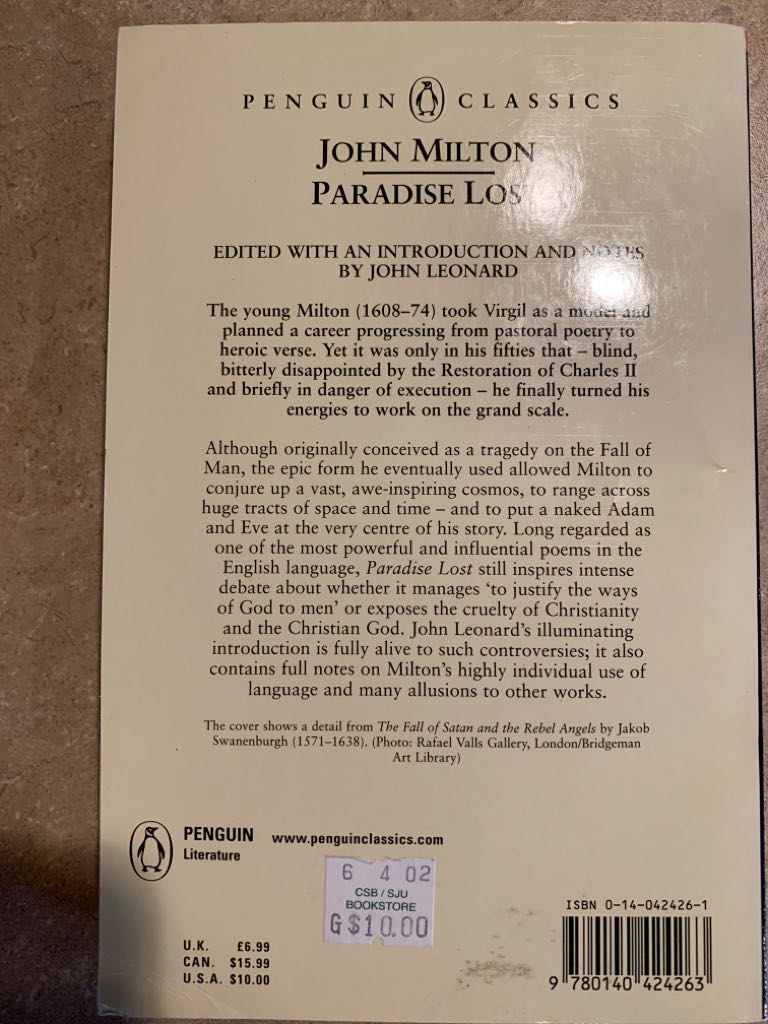 PENGUIN CLASSICS
JOHN MILTON
PARADISE LOS
EDITED WITH AN INTRODUCTION AND NOTES
BY JOHN LEONARD
The young Milton (1608–74) took Virgil as a model and
planned a career progressing from pastoral poetry to
heroic verse. Yet it was only in his fifties that – blind,
bitterly disappointed by the Restoration of Charles II
and briefly in danger of execution – he finally turned his
energies to work on the grand scale.
Although originally conceived as a tragedy on the Fall of
Man, the epic form he eventually used allowed Milton to
conjure up a vast, awe-inspiring cosmos, to range across
huge tracts of space and time – and to put a naked Adam
and Eve at the very centre of his story. Long regarded as
one of the most powerful and influential poems in the
English language, Paradise Lost still inspires intense
debate about whether it manages ‘to justify the ways
of God to men’ or exposes the cruelty of Christianity
and the Christian God. John Leonard’s illuminating
introduction is fully alive to such controversies; it also
contains full notes on Milton’s highly individual use of
language and many allusions to other works.
The cover shows a detail from The Fall of Satan and the Rebel Angels by Jakob
Swanenburgh (1571–1638). (Photo: Rafael Valls Gallery, London/Bridgeman
Art Library)
PENGUIN www.penguinclassics.com
Literature
6 4 02
CSB/SJU
BOOKSTORE
G$10.00
U.K. £6.99
CAN. $15.99
U.S.A. $10.00
ISBN 0-14-042426-1
9 780140 424263